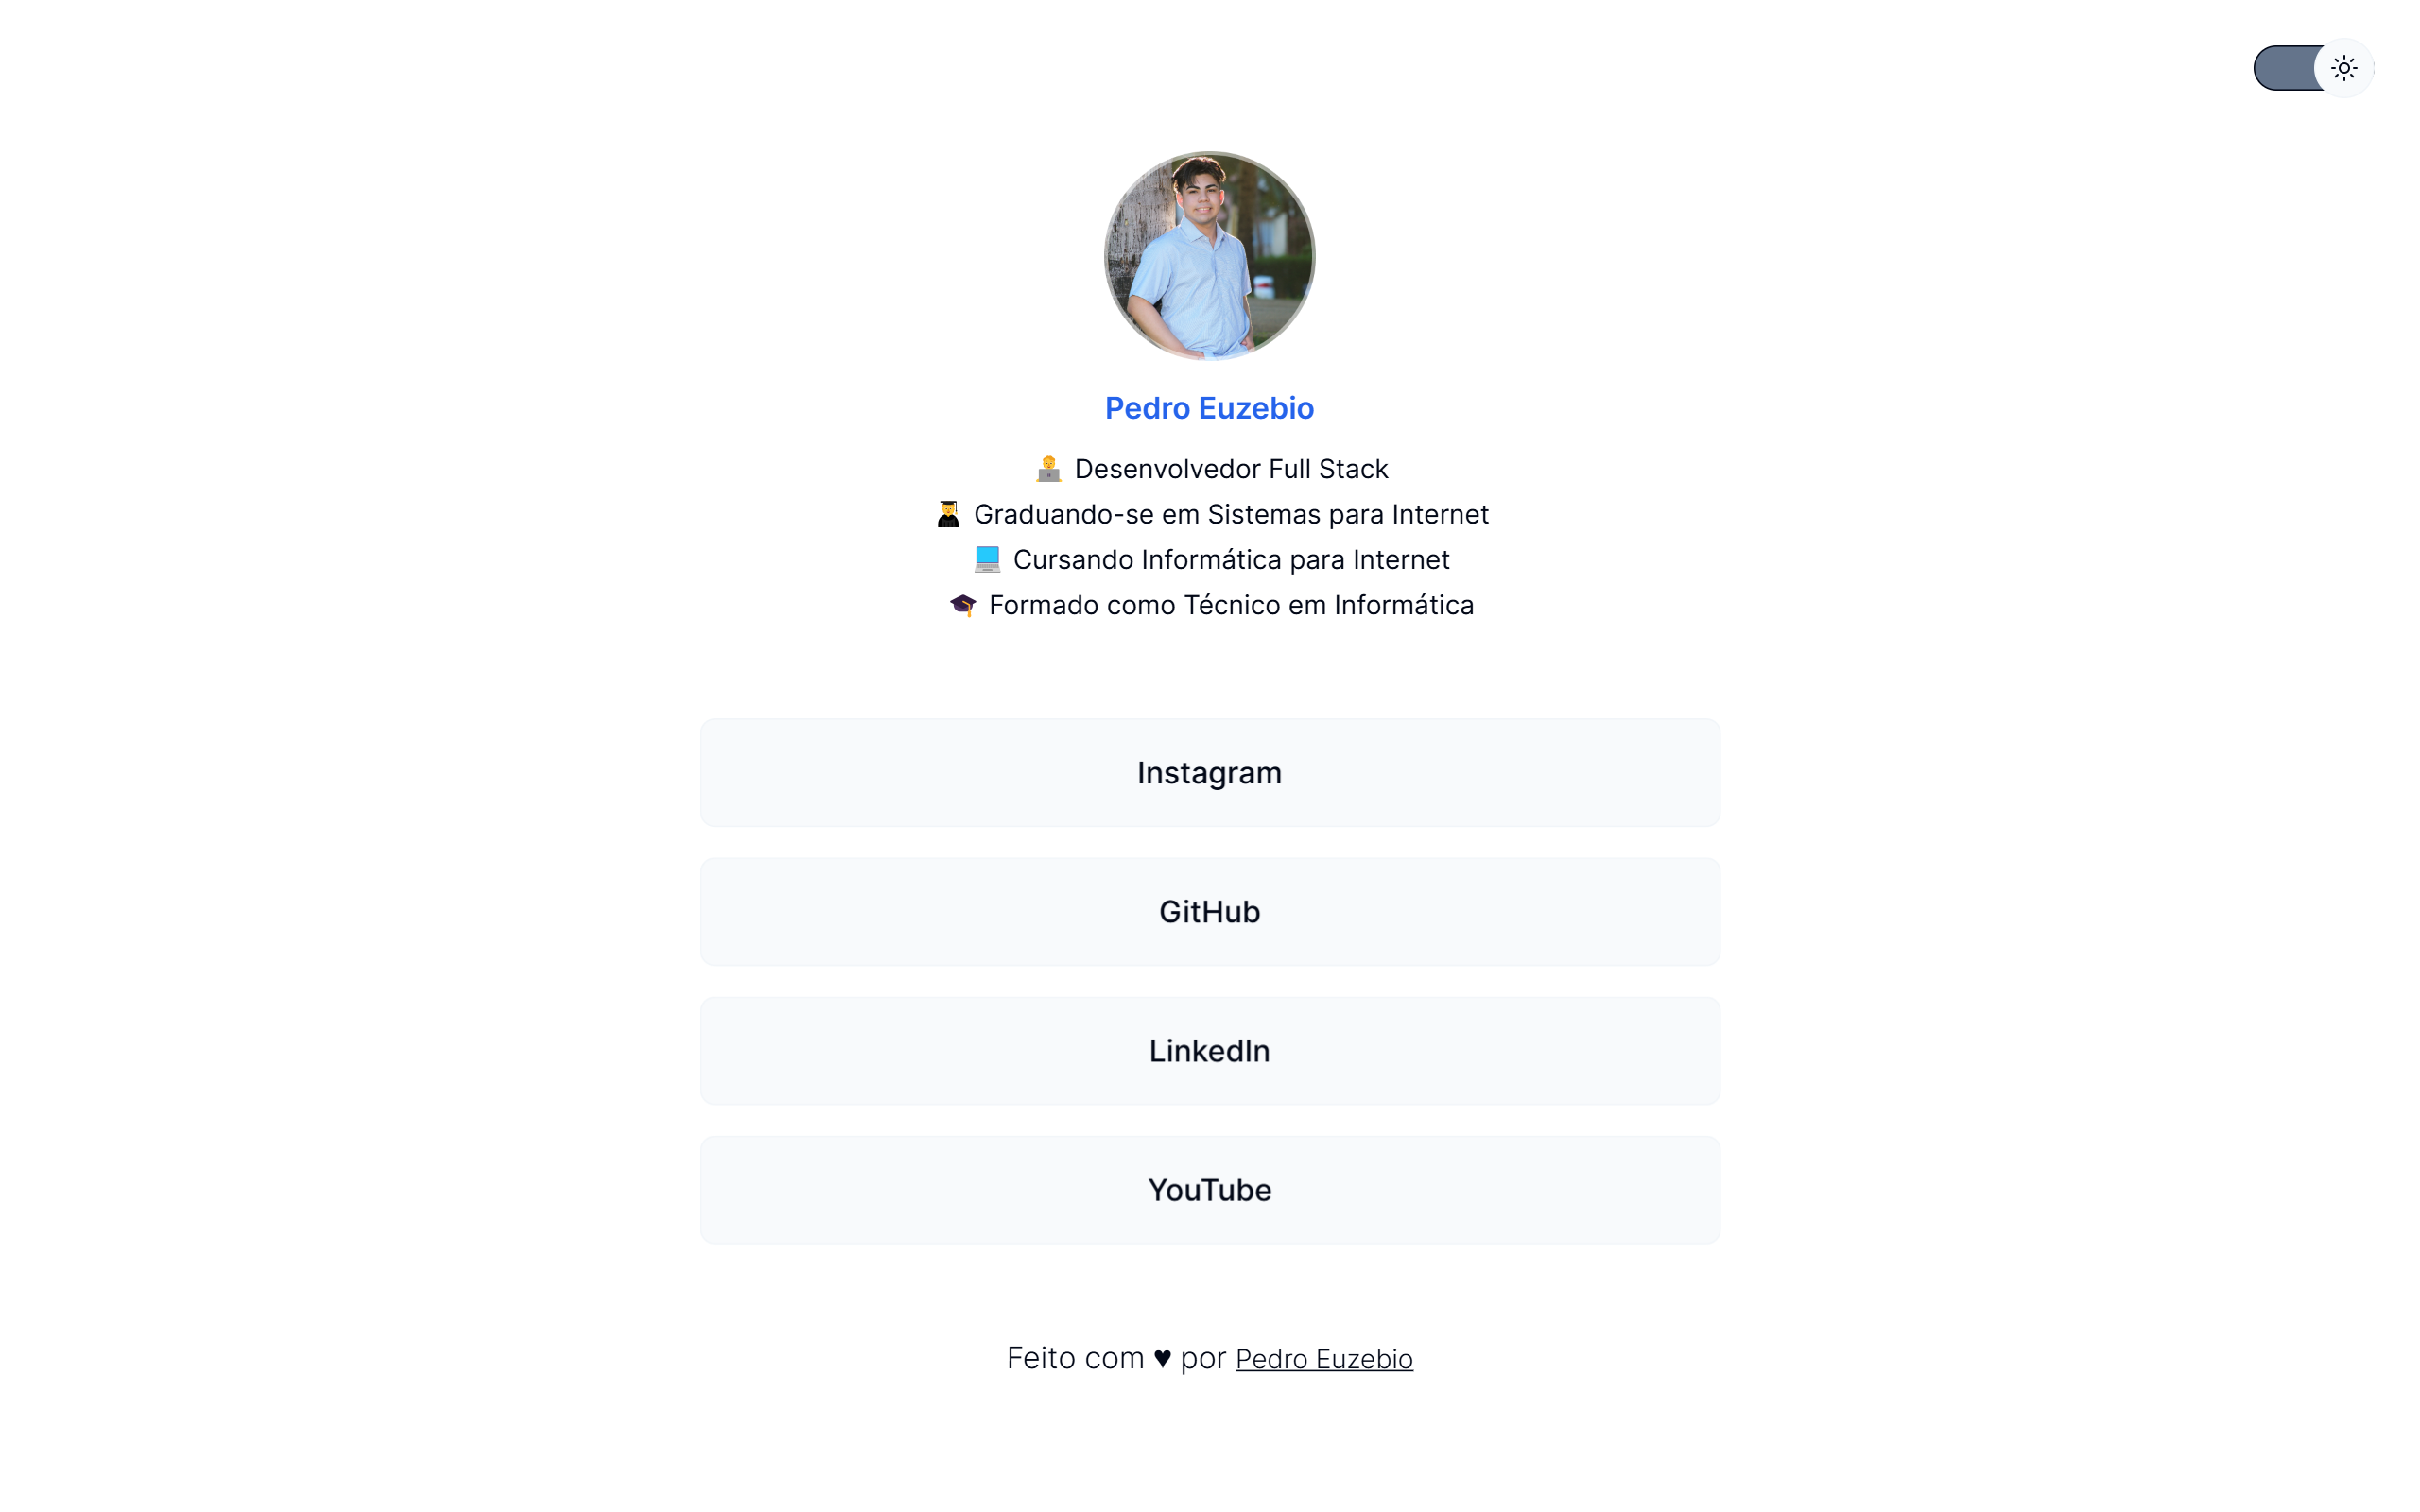 Pedro Euzebio
🧑‍💻 Desenvolvedor Full Stack
🧑‍🎓 Graduando-se em Sistemas para Internet
💻 Cursando Informática para Internet
🎓 Formado como Técnico em Informática
Instagram
GitHub
LinkedIn
YouTube
Feito com ♥ por Pedro Euzebio